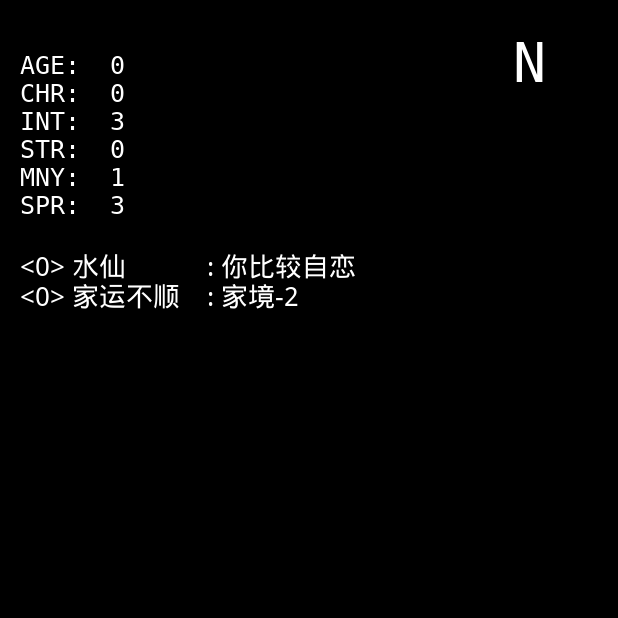 N
AGE: 0
CHR: 0
INT: 3
STR: 0
MNY: 1
SPR: 3
<O> 水仙 : 你比较自恋
<O> 家运不顺 : 家境-2